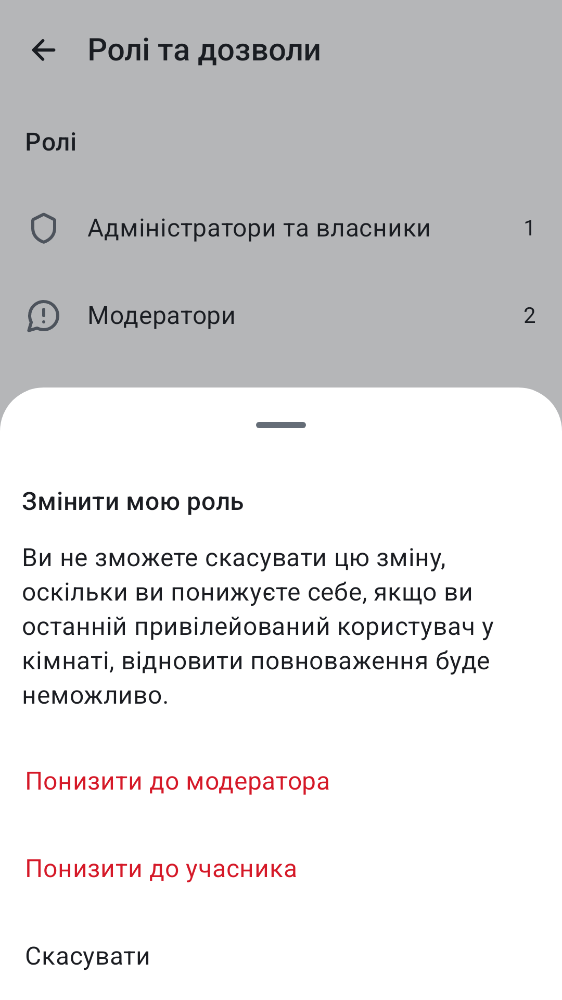 Ролі та дозволи
Ролі
Адміністратори та власники 1
Модератори 2
Змінити мою роль
Ви не зможете скасувати цю зміну,
оскільки ви понижуєте себе, якщо ви
останній привілейований користувач у
кімнаті, відновити повноваження буде
неможливо.
Понизити до модератора
Понизити до учасника
Скасувати